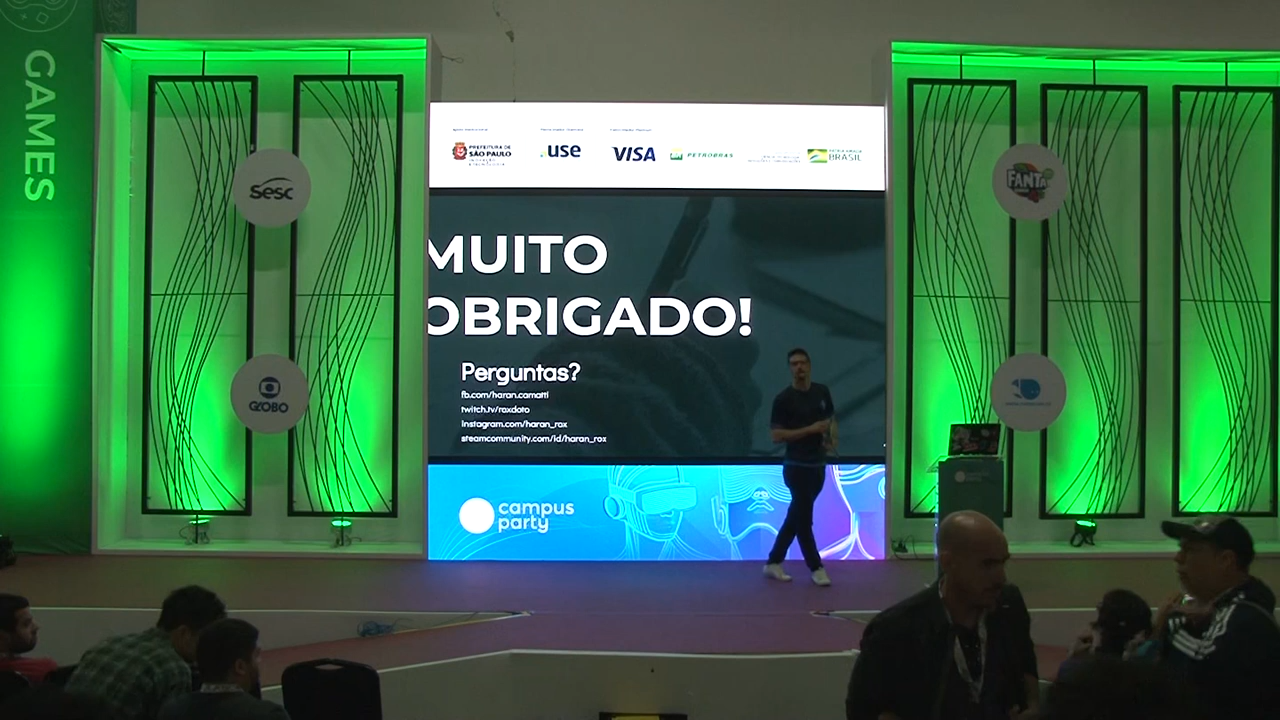 GAMES
Sesc
GLOBO
PREFEITURA DE
SÃO PAULO
use
VISA
PETROBRAS
BRASIL
MUITO
OBRIGADO!
Perguntas?
fb.com/haran.camatti
twitch.tv/roxdoto
instagram.com/haran_rox
steamcommunity.com/id/haran_rox
campus
party
FANTA